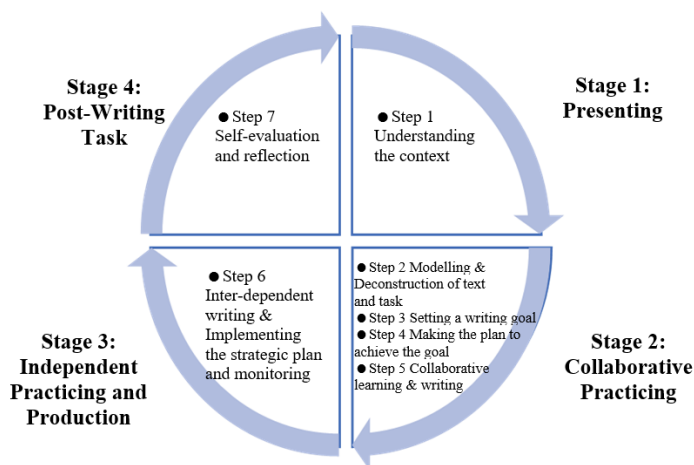 Stage 1:
Presenting
● Step 1
Understanding
the context
Stage 2:
Collaborative
Practicing
● Step 2 Modelling &
Deconstruction of text
and task
● Step 3 Setting a writing goal
● Step 4 Making the plan to
achieve the goal
● Step 5 Collaborative
learning & writing
Stage 3:
Independent
Practicing and
Production
● Step 6
Inter-dependent
writing &
Implementing
the strategic plan
and monitoring
Stage 4:
Post-Writing
Task
● Step 7
Self-evaluation
and reflection